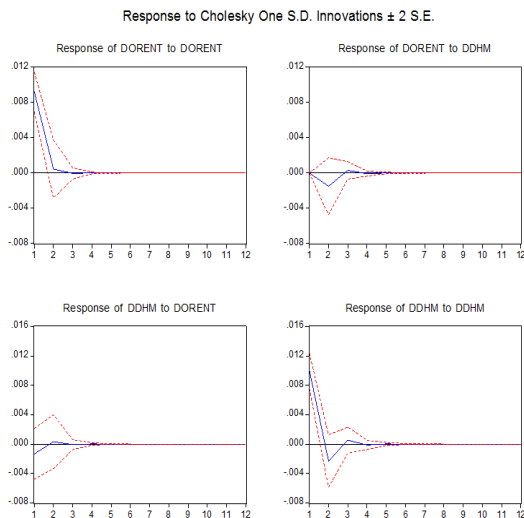 Response to Cholesky One S.D. Innovations ± 2 S.E.
Response of DORENT to DORENT
.012
.008
.004
.000
-.004
-.008
1 2 3 4 5 6 7 8 9 10 11 12
Response of DORENT to DDHM
.012
.008
.004
.000
-.004
-.008
1 2 3 4 5 6 7 8 9 10 11 12
Response of DDHM to DORENT
.016
.012
.008
.004
.000
-.004
-.008
1 2 3 4 5 6 7 8 9 10 11 12
Response of DDHM to DDHM
.016
.012
.008
.004
.000
-.004
-.008
1 2 3 4 5 6 7 8 9 10 11 12